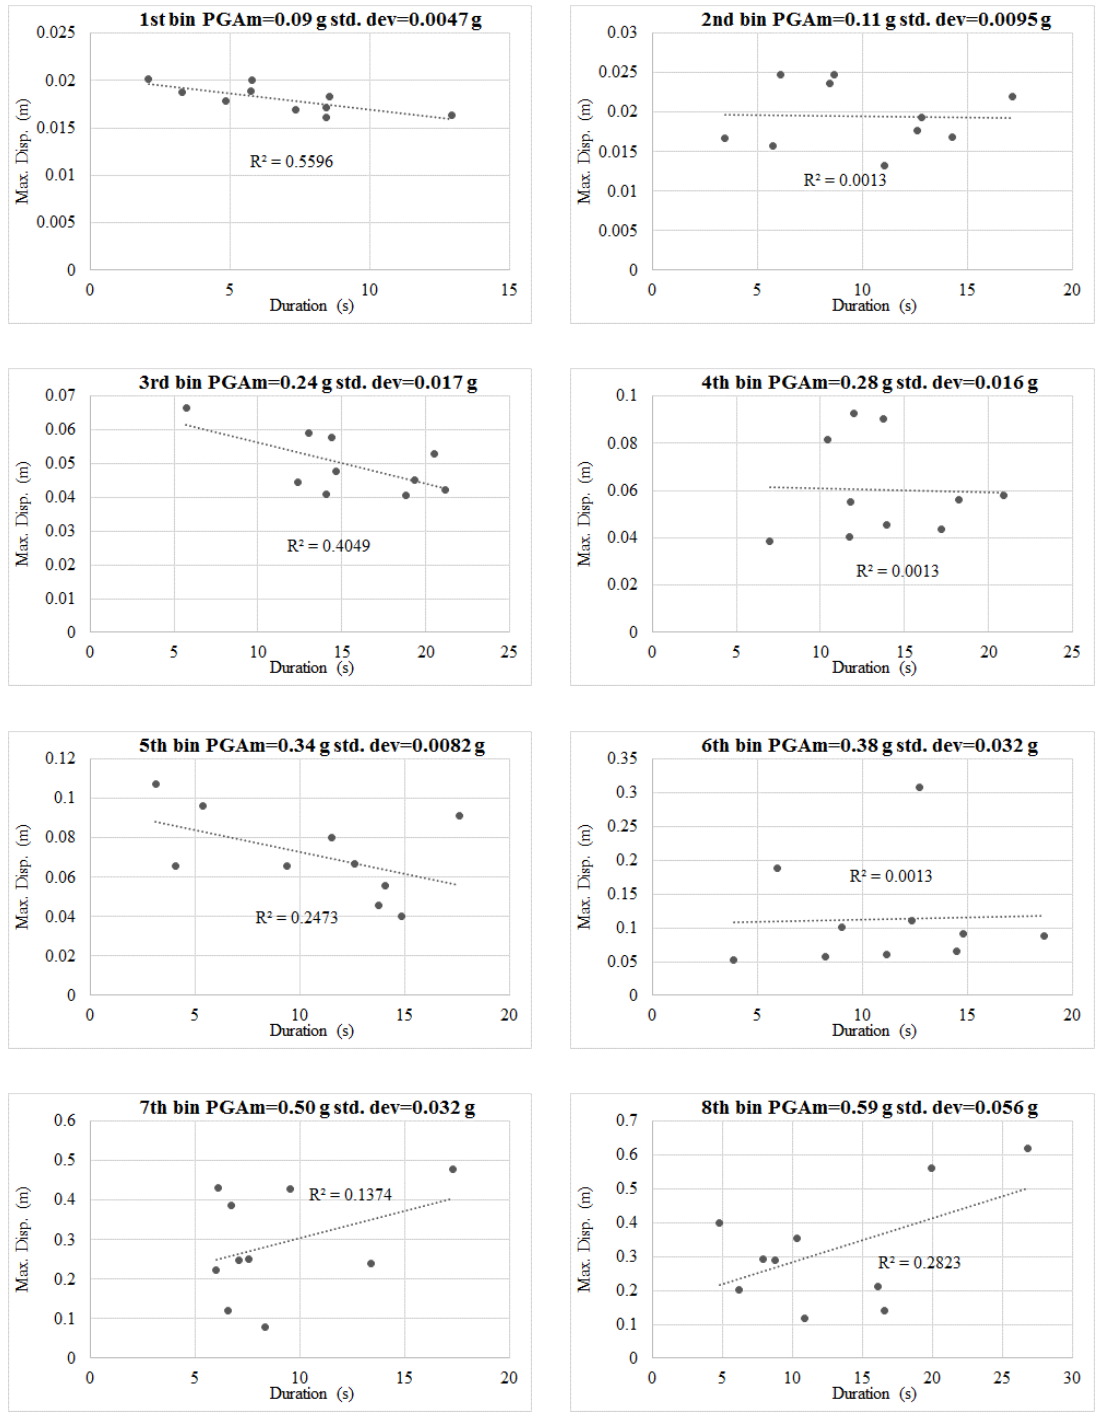 1st bin PGAm=0.09 g std. dev=0.0047 g
0.025
0.02
0.015
0.01
0.005
0
Max. Disp. (m)
R² = 0.5596
0 5 10 15
Duration (s)
2nd bin PGAm=0.11 g std. dev=0.0095 g
0.03
0.025
0.02
0.015
0.01
0.005
0
Max. Disp. (m)
R² = 0.0013
0 5 10 15 20
Duration (s)
3rd bin PGAm=0.24 g std. dev=0.017 g
0.07
0.06
0.05
0.04
0.03
0.02
0.01
0
Max. Disp. (m)
R² = 0.4049
0 5 10 15 20 25
Duration (s)
4th bin PGAm=0.28 g std. dev=0.016 g
0.1
0.08
0.06
0.04
0.02
0
Max. Disp. (m)
R² = 0.0013
0 5 10 15 20 25
Duration (s)
5th bin PGAm=0.34 g std. dev=0.0082 g
0.12
0.1
0.08
0.06
0.04
0.02
0
Max. Disp. (m)
R² = 0.2473
0 5 10 15 20
Duration (s)
6th bin PGAm=0.38 g std. dev=0.032 g
0.35
0.3
0.25
0.2
0.15
0.1
0.05
0
Max. Disp. (m)
R² = 0.0013
0 5 10 15 20
Duration (s)
7th bin PGAm=0.50 g std. dev=0.032 g
0.6
0.5
0.4
0.3
0.2
0.1
0
Max. Disp. (m)
R² = 0.1374
0 5 10 15 20
Duration (s)
8th bin PGAm=0.59 g std. dev=0.056 g
0.7
0.6
0.5
0.4
0.3
0.2
0.1
0
Max. Disp. (m)
R² = 0.2823
0 5 10 15 20 25 30
Duration (s)